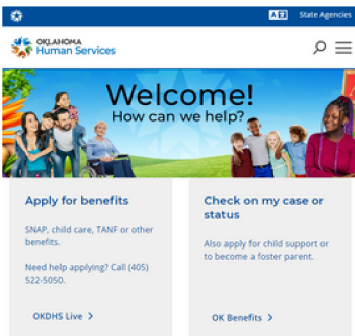 State Agencies
OKLAHOMA
Human Services
Welcome!
How can we help?
Apply for benefits
SNAP, child care, TANF or other
benefits.
Need help applying? Call (405)
522-5050.
OKDHS Live >
Check on my case or
status
Also apply for child support or
to become a foster parent.
OK Benefits >